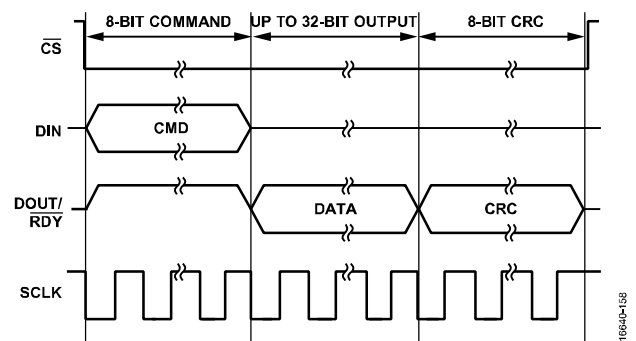 8-BIT COMMAND UP TO 32-BIT OUTPUT 8-BIT CRC
CS
DIN CMD
DOUT/
RDY
DATA CRC
SCLK
16640-158